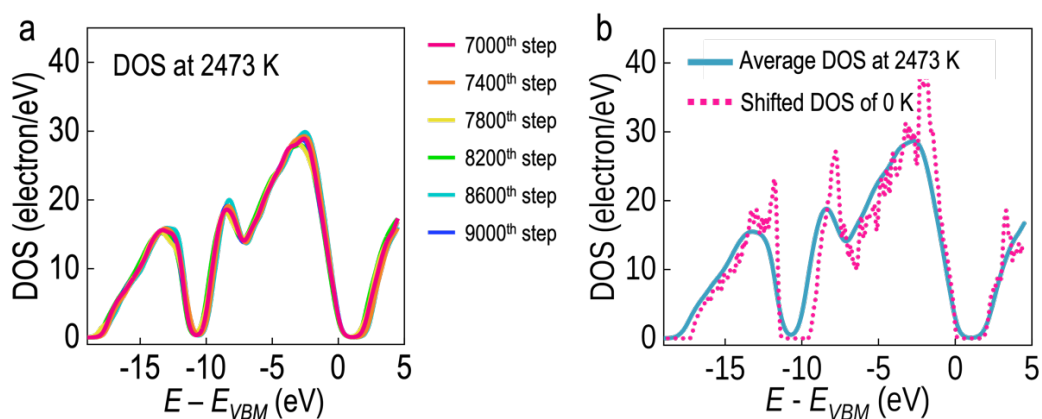 a
40
30
20
10
0
DOS (electron/eV)
DOS at 2473 K
-15 -10 -5 0 5
E – E_VBM (eV)
7000th step
7400th step
7800th step
8200th step
8600th step
9000th step
b
40
30
20
10
0
DOS (electron/eV)
Average DOS at 2473 K
Shifted DOS of 0 K
-15 -10 -5 0 5
E - E_VBM (eV)